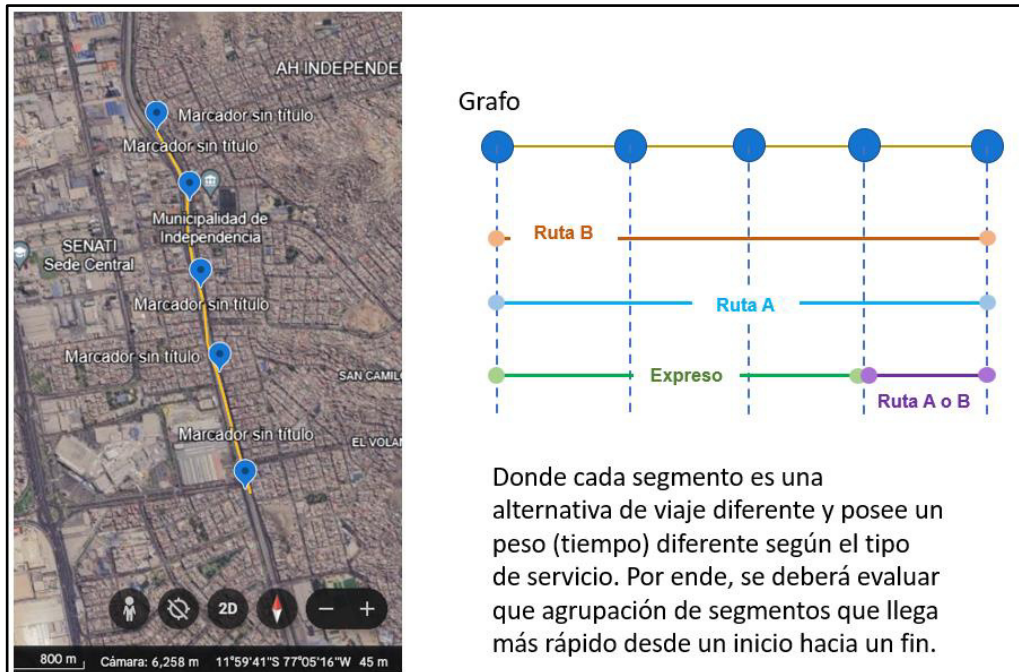 AH INDEPENDE
Marcador sin título
Marcador sin título
Municipalidad de
Independencia
SENATI
Sede Central
Marcador sin título
Marcador sin título
SAN CAMIL
Marcador sin título
EL VOLA
2D
800 m
Cámara: 6,258 m
11°59'41"S 77°05'16"W
45 m
Grafo
Ruta B
Ruta A
Expreso
Ruta A o B
Donde cada segmento es una
alternativa de viaje diferente y posee un
peso (tiempo) diferente según el tipo
de servicio. Por ende, se deberá evaluar
que agrupación de segmentos que llega
más rápido desde un inicio hacia un fin.